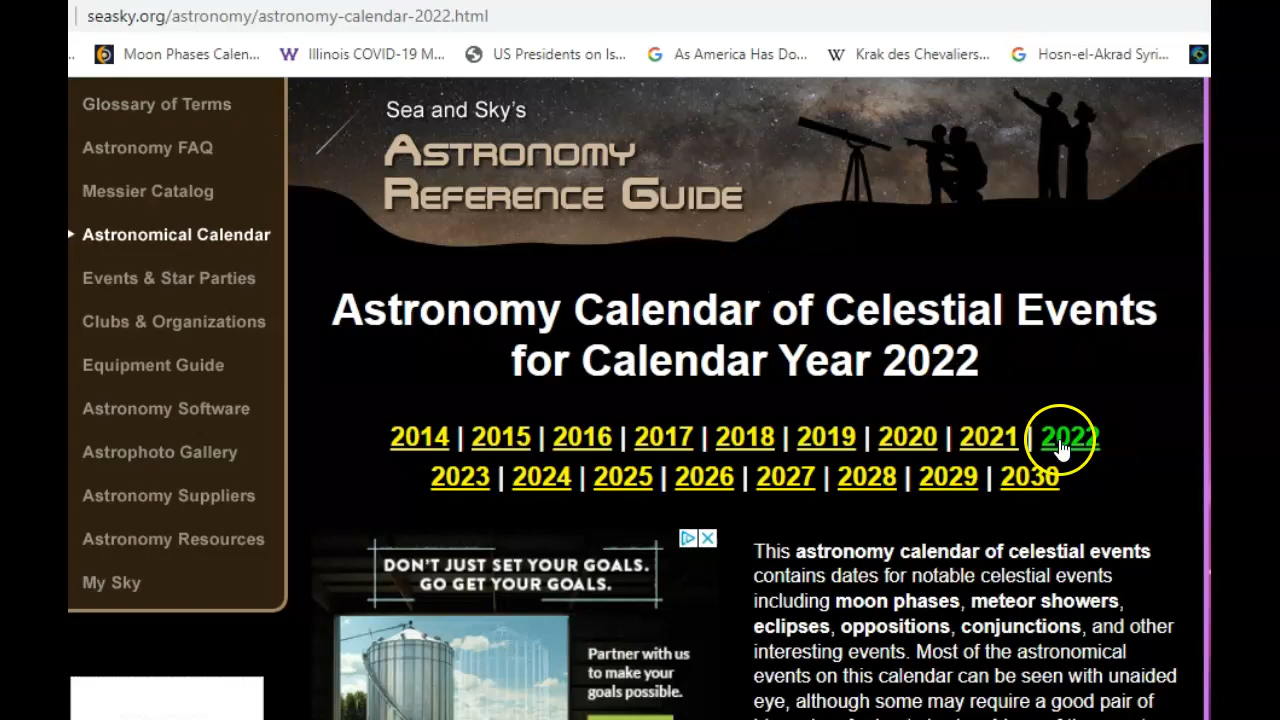 seasky.org/astronomy/astronomy-calendar-2022.html
Moon Phases Calen... Illinois COVID-19 M... US Presidents on Is... As America Has Do... Krak des Chevaliers... Hosn-el-Akrad Syri...
Glossary of Terms
Astronomy FAQ
Messier Catalog
Astronomical Calendar
Events & Star Parties
Clubs & Organizations
Equipment Guide
Astronomy Software
Astrophoto Gallery
Astronomy Suppliers
Astronomy Resources
My Sky
Sea and Sky's
Astronomy
Reference Guide
Astronomy Calendar of Celestial Events
for Calendar Year 2022
2014 | 2015 | 2016 | 2017 | 2018 | 2019 | 2020 | 2021 | 2022
2023 | 2024 | 2025 | 2026 | 2027 | 2028 | 2029 | 2030
DON'T JUST SET YOUR GOALS.
GO GET YOUR GOALS.
Partner with us
to make your
goals possible.
This astronomy calendar of celestial events
contains dates for notable celestial events
including moon phases, meteor showers,
eclipses, oppositions, conjunctions, and other
interesting events. Most of the astronomical
events on this calendar can be seen with unaided
eye, although some may require a good pair of